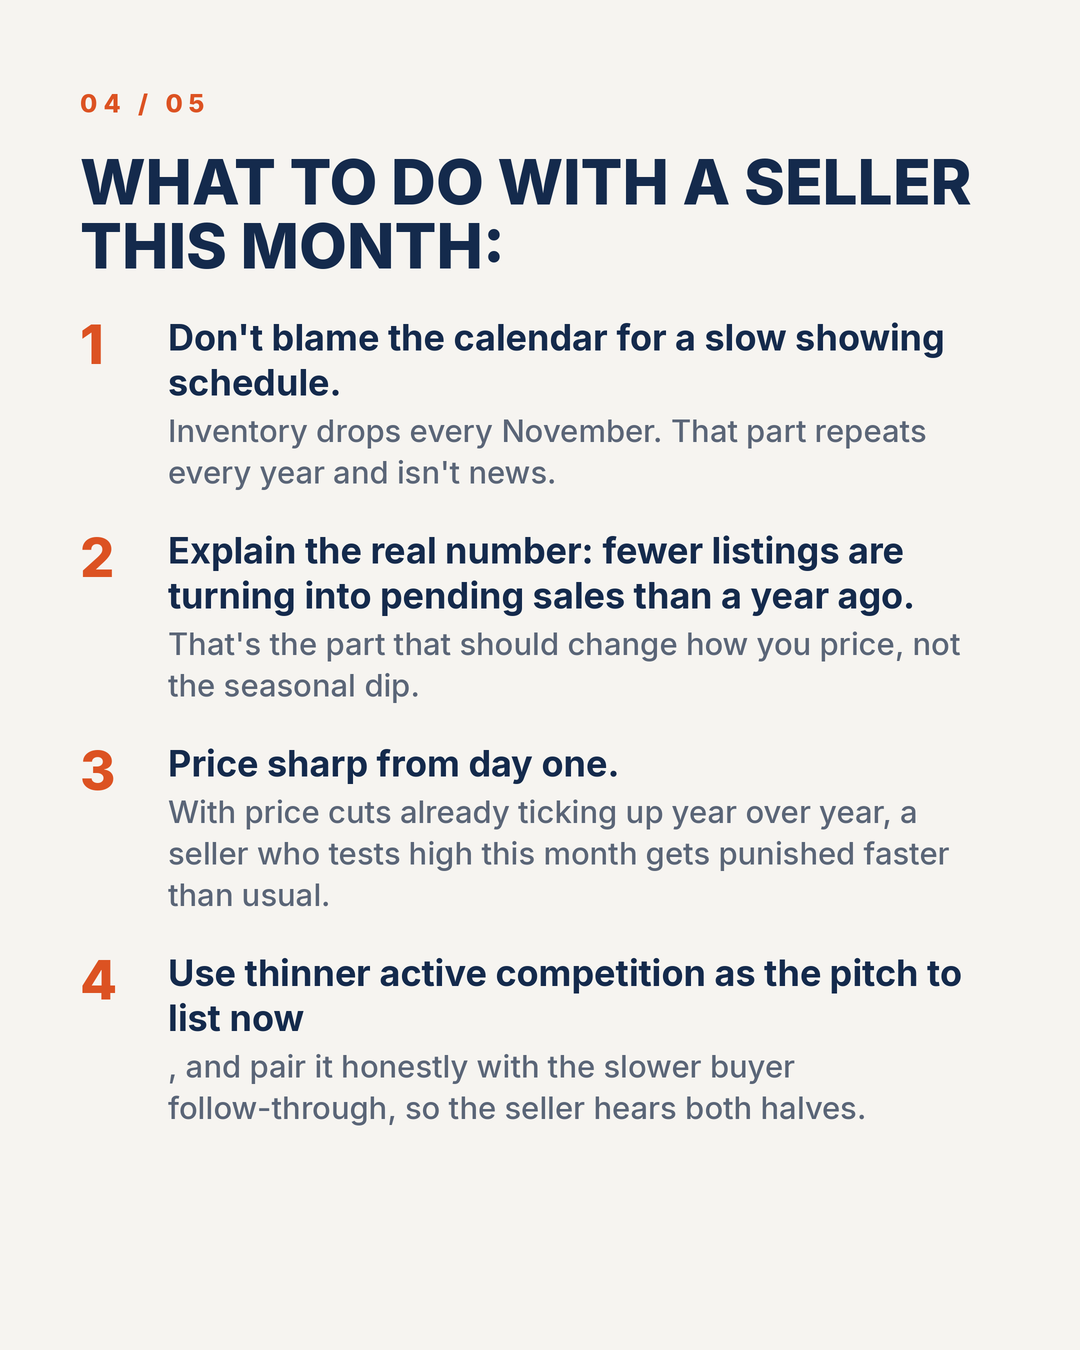 04 / 05
WHAT TO DO WITH A SELLER
THIS MONTH:
1
Don't blame the calendar for a slow showing
schedule.
Inventory drops every November. That part repeats
every year and isn't news.
2
Explain the real number: fewer listings are
turning into pending sales than a year ago.
That's the part that should change how you price, not
the seasonal dip.
3
Price sharp from day one.
With price cuts already ticking up year over year, a
seller who tests high this month gets punished faster
than usual.
4
Use thinner active competition as the pitch to
list now
, and pair it honestly with the slower buyer
follow-through, so the seller hears both halves.